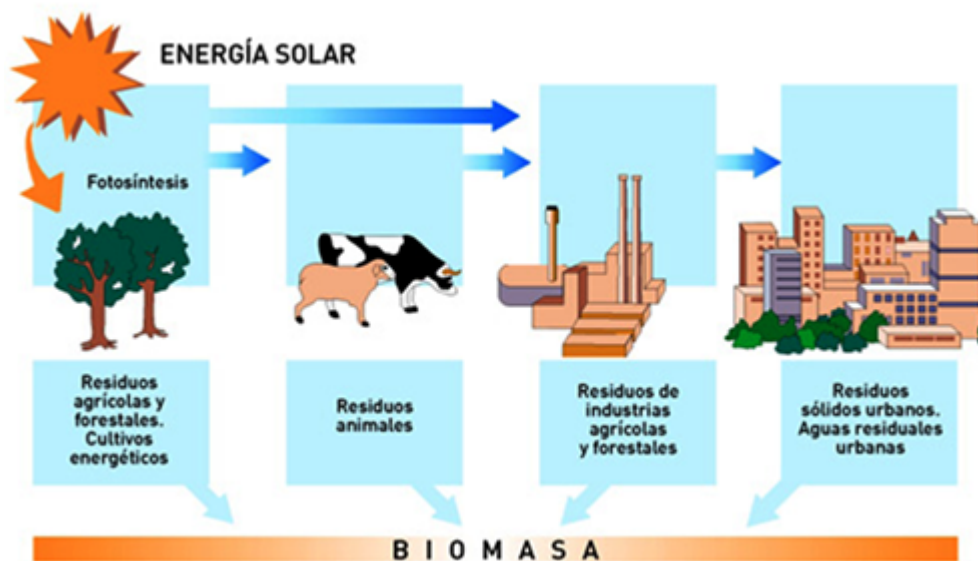 ENERGÍA SOLAR
Fotosíntesis
Residuos
agrícolas y
forestales.
Cultivos
energéticos
Residuos
animales
Residuos de
industrias
agrícolas
y forestales
Residuos
sólidos urbanos.
Aguas residuales
urbanas
BIOMASA